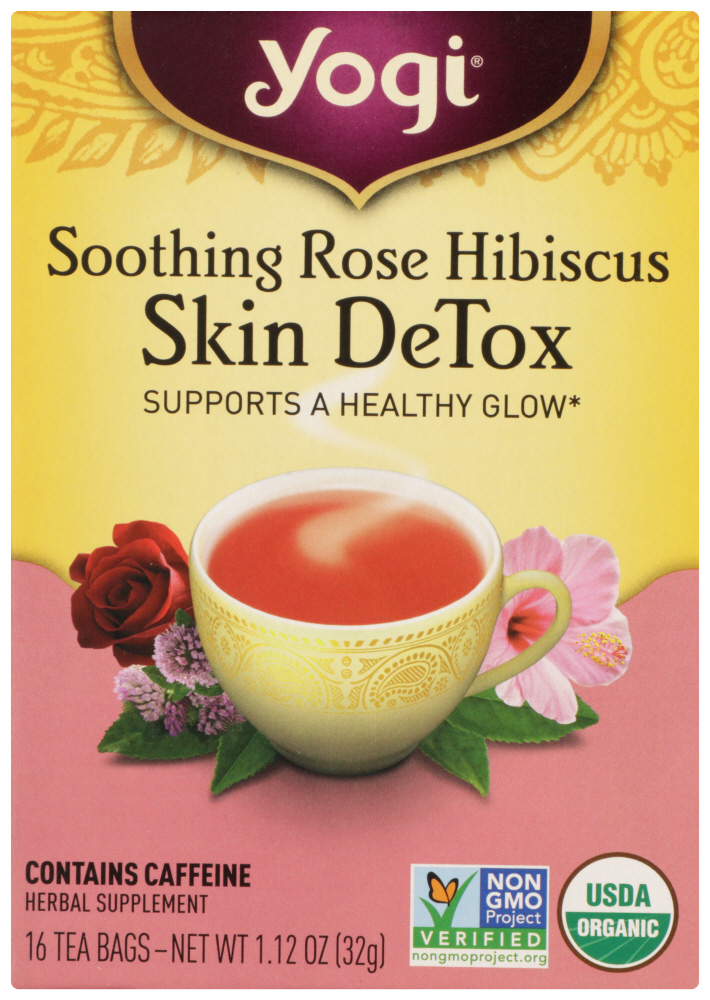 yogi®
Soothing Rose Hibiscus
Skin DeTox
SUPPORTS A HEALTHY GLOW*
CONTAINS CAFFEINE
HERBAL SUPPLEMENT
16 TEA BAGS – NET WT 1.12 OZ (32g)
NON
GMO
Project
VERIFIED
nongmoproject.org
USDA
ORGANIC